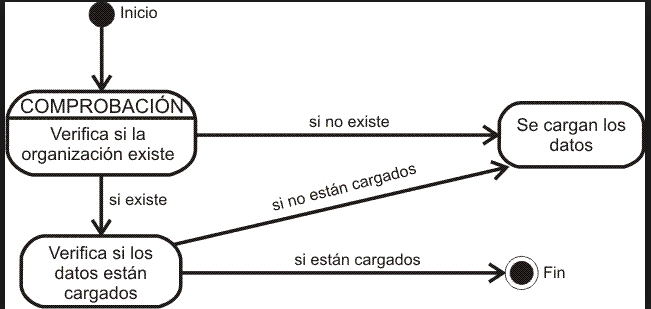 Inicio
COMPROBACIÓN
Verifica si la
organización existe
si no existe
Se cargan los
datos
si existe
si no están cargados
Verifica si los
datos están
cargados
si están cargados
Fin